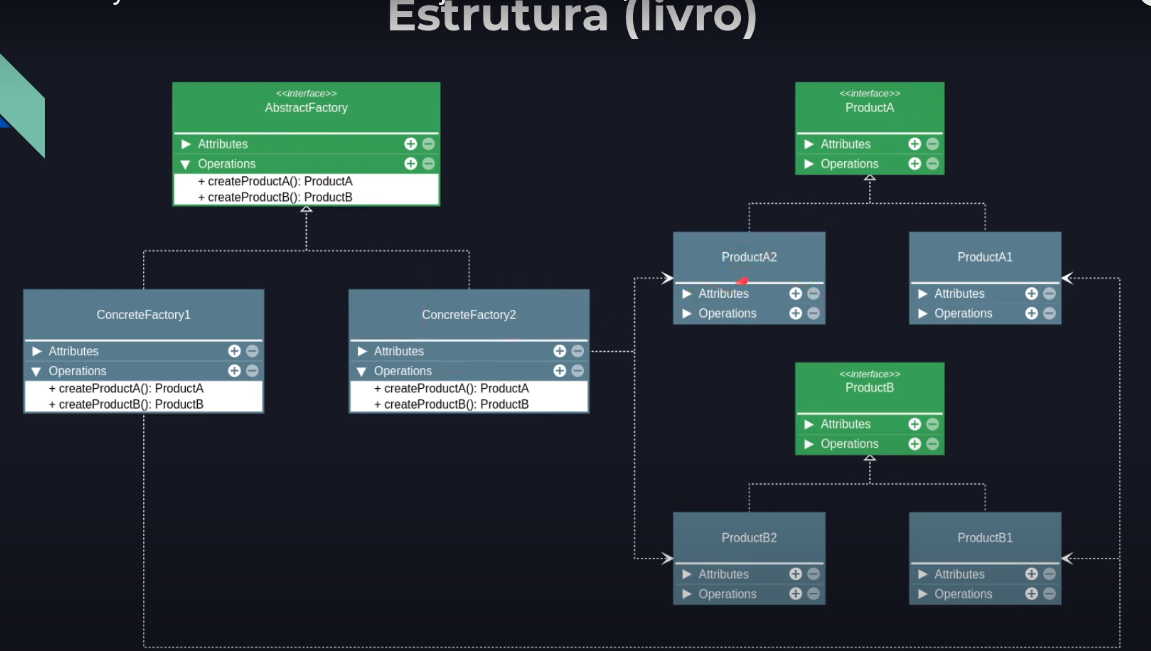 Estrutura (livro)
<<interface>>
AbstractFactory
Attributes
Operations
+ createProductA(): ProductA
+ createProductB(): ProductB
<<interface>>
ProductA
Attributes
Operations
ProductA2
Attributes
Operations
ProductA1
Attributes
Operations
ConcreteFactory1
Attributes
Operations
+ createProductA(): ProductA
+ createProductB(): ProductB
ConcreteFactory2
Attributes
Operations
+ createProductA(): ProductA
+ createProductB(): ProductB
<<interface>>
ProductB
Attributes
Operations
ProductB2
Attributes
Operations
ProductB1
Attributes
Operations